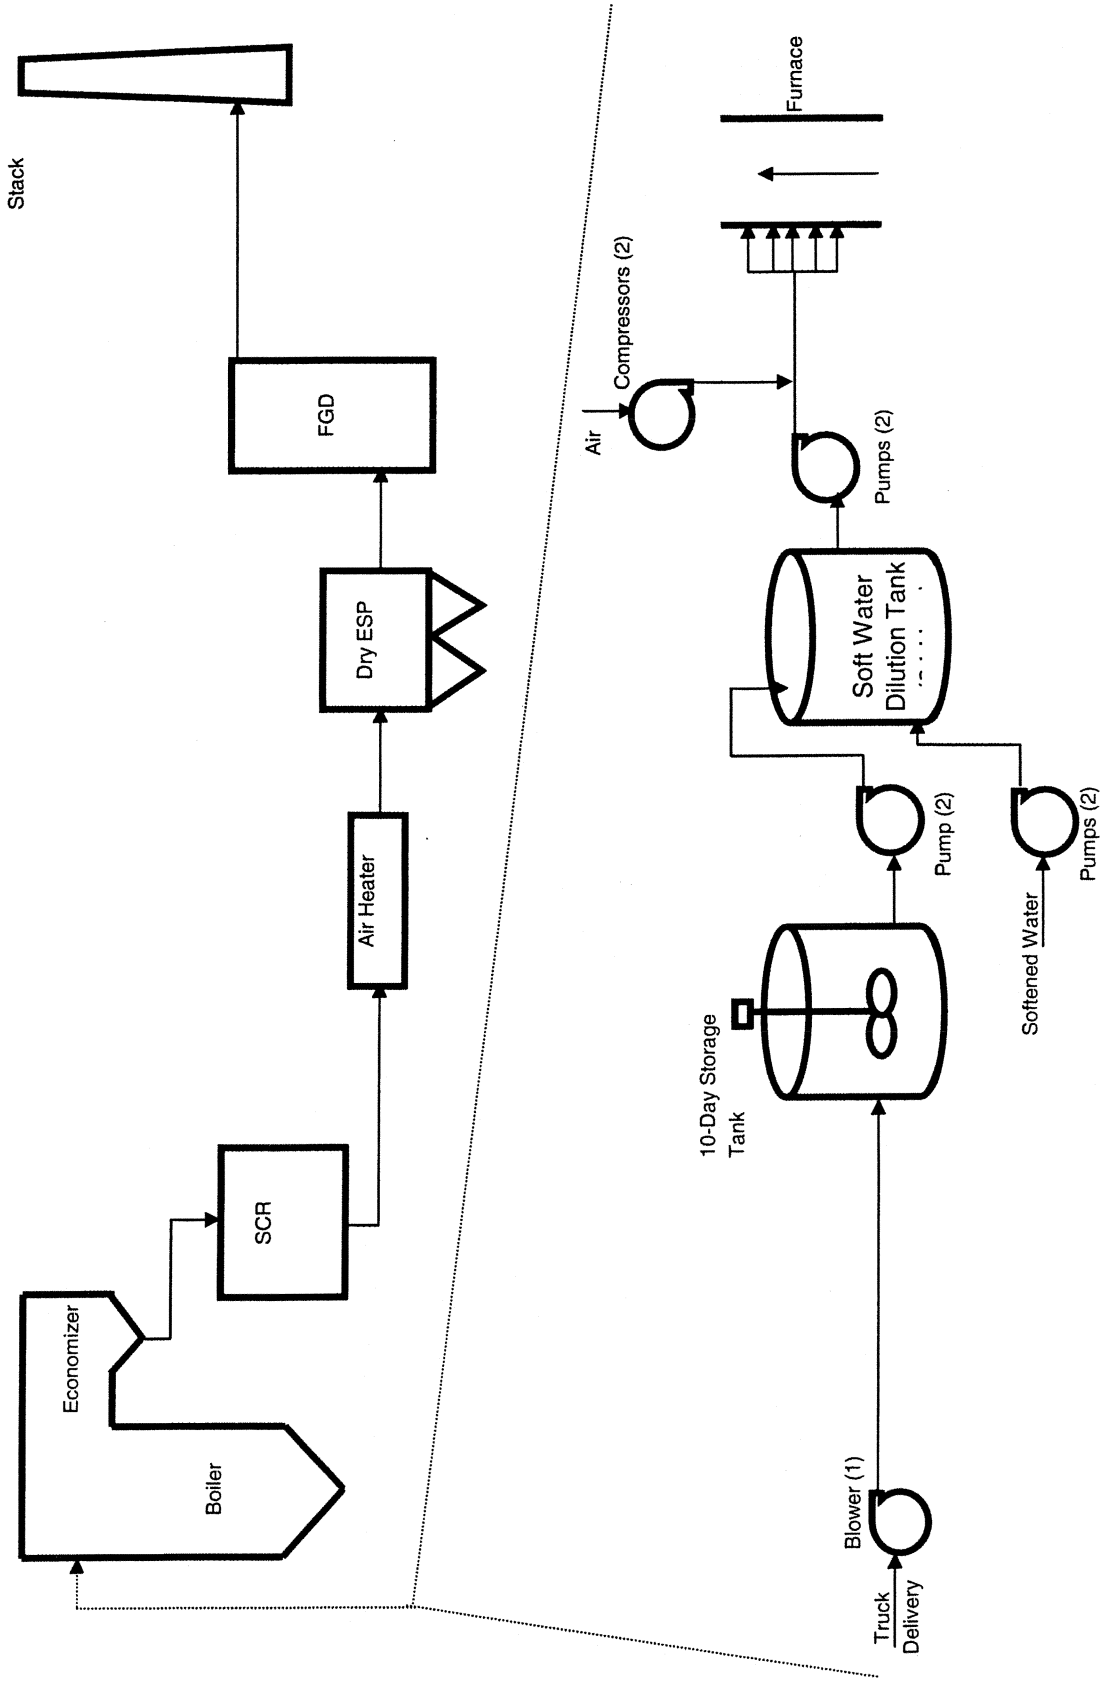 Stack
Economizer
Boiler
SCR
Air Heater
Dry ESP
FGD
Air
Compressors (2)
Furnace
10-Day Storage
Tank
Soft Water
Dilution Tank
Pumps (2)
Blower (1)
Pump (2)
Truck
Delivery
Softened Water
Pumps (2)